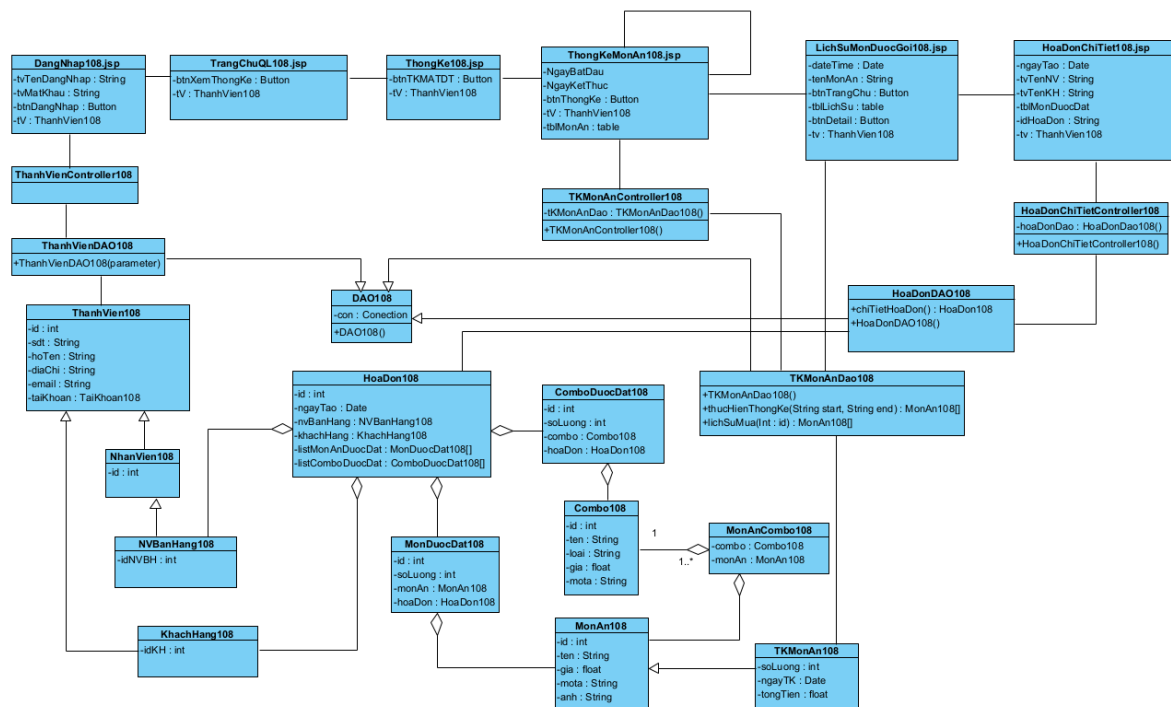 DangNhap108.jsp
-tvTenDangNhap : String
-tvMatKhau : String
-btnDangNhap : Button
-tV : ThanhVien108
TrangChuQL108.jsp
-btnXemThongKe : Button
-tV : ThanhVien108
ThongKe108.jsp
-btnTKMATDT : Button
-tV : ThanhVien108
ThongKeMonAn108.jsp
-NgayBatDau
-NgayKetThuc
-btnThongKe : Button
-tV : ThanhVien108
-tblMonAn : table
LichSuMonDuocGoi108.jsp
-dateTime : Date
-tenMonAn : String
-btnTrangChu : Button
-tblLichSu : table
-btnDetail : Button
-tv : ThanhVien108
HoaDonChiTiet108.jsp
-ngayTao : Date
-tvTenNV : String
-tvTenKH : String
-tblMonDuocDat
-idHoaDon : String
-tv : ThanhVien108
ThanhVienController108
TKMonAnController108
-tKMonAnDao : TKMonAnDao108()
+TKMonAnController108()
HoaDonChiTietController108
-hoaDonDao : HoaDonDao108()
+HoaDonChiTietController108()
ThanhVienDAO108
+ThanhVienDAO108(parameter)
DAO108
-con : Conection
+DAO108()
HoaDonDAO108
+chiTietHoaDon() : HoaDon108
+HoaDonDAO108()
ThanhVien108
-id : int
-sdt : String
-hoTen : String
-diaChi : String
-email : String
-taiKhoan : TaiKhoan108
HoaDon108
-id : int
-ngayTao : Date
-nvBanHang : NVBanHang108
-khachHang : KhachHang108
-listMonAnDuocDat : MonDuocDat108[]
-listComboDuocDat : ComboDuocDat108[]
ComboDuocDat108
-id : int
-soLuong : int
-combo : Combo108
-hoaDon : HoaDon108
TKMonAnDao108
+TKMonAnDao108()
+thucHienThongKe(String start, String end) : MonAn108[]
+lichSuMua(Int : id) : MonAn108[]
NhanVien108
-id : int
NVBanHang108
-idNVBH : int
MonDuocDat108
-id : int
-soLuong : int
-monAn : MonAn108
-hoaDon : HoaDon108
Combo108
-id : int
-ten : String
-loai : String
-gia : float
-mota : String
1
1..*
MonAnCombo108
-combo : Combo108
-monAn : MonAn108
KhachHang108
-idKH : int
MonAn108
-id : int
-ten : String
-gia : float
-mota : String
-anh : String
TKMonAn108
-soLuong : int
-ngayTK : Date
-tongTien : float